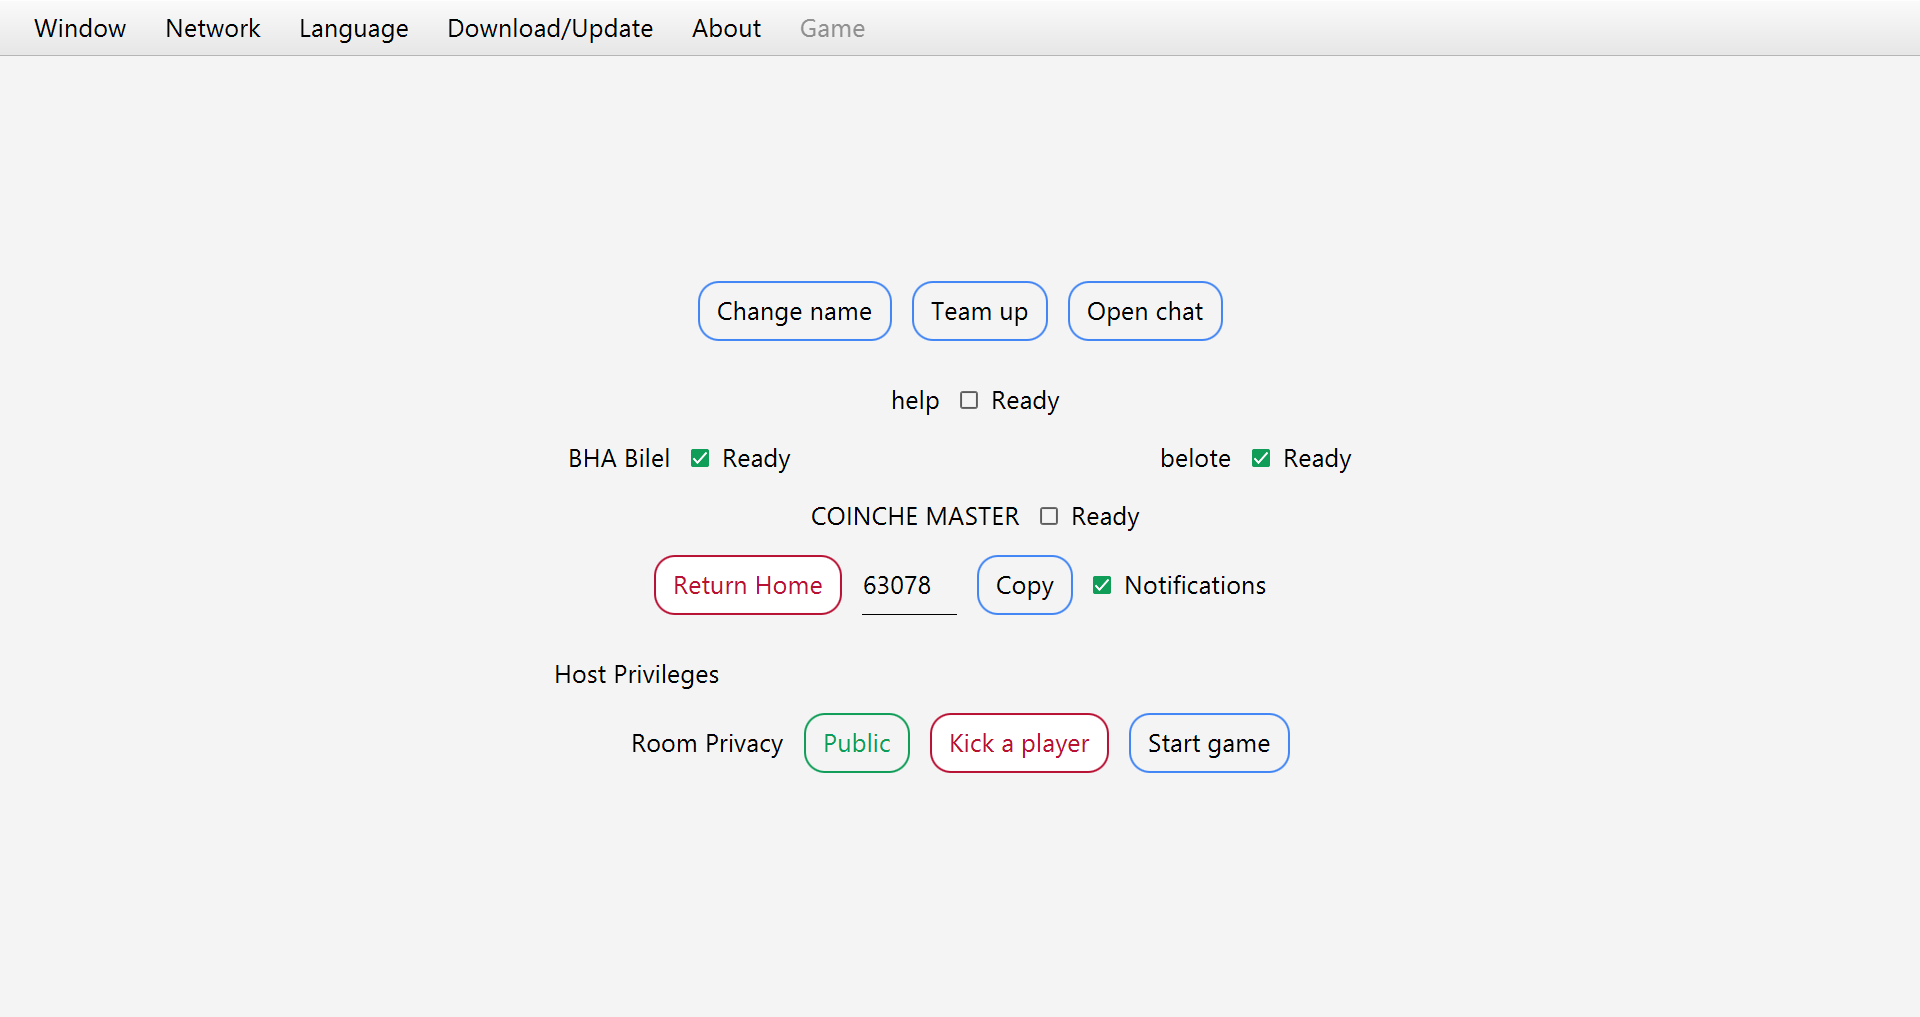 Window Network Language Download/Update About Game
Change name Team up Open chat
help Ready
BHA Bilel Ready belote Ready
COINCHE MASTER Ready
Return Home 63078 Copy Notifications
Host Privileges
Room Privacy Public Kick a player Start game